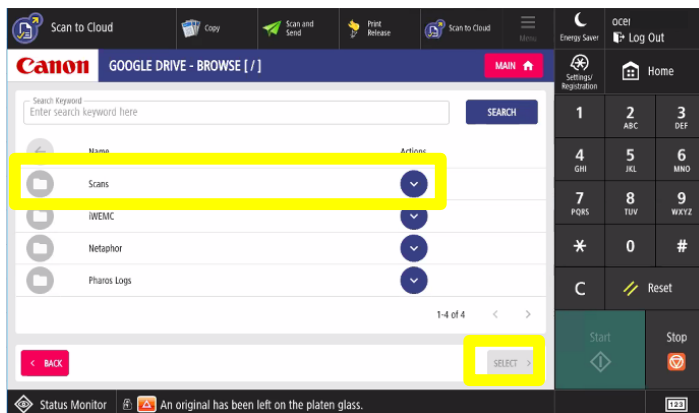 Scan to Cloud
Copy
Scan and Send
Print Release
Scan to Cloud
Menu
Energy Saver
ocei
Log Out
Canon
GOOGLE DRIVE - BROWSE [ / ]
MAIN
Settings/
Registration
Home
Search Keyword
Enter search keyword here
SEARCH
Name
Actions
Scans
iWEMC
Netaphor
Pharos Logs
1-4 of 4
BACK
SELECT
1
2 ABC
3 DEF
4 GHI
5 JKL
6 MNO
7 PQRS
8 TUV
9 WXYZ
*
0
#
C
Reset
Start
Stop
Status Monitor
An original has been left on the platen glass.
123